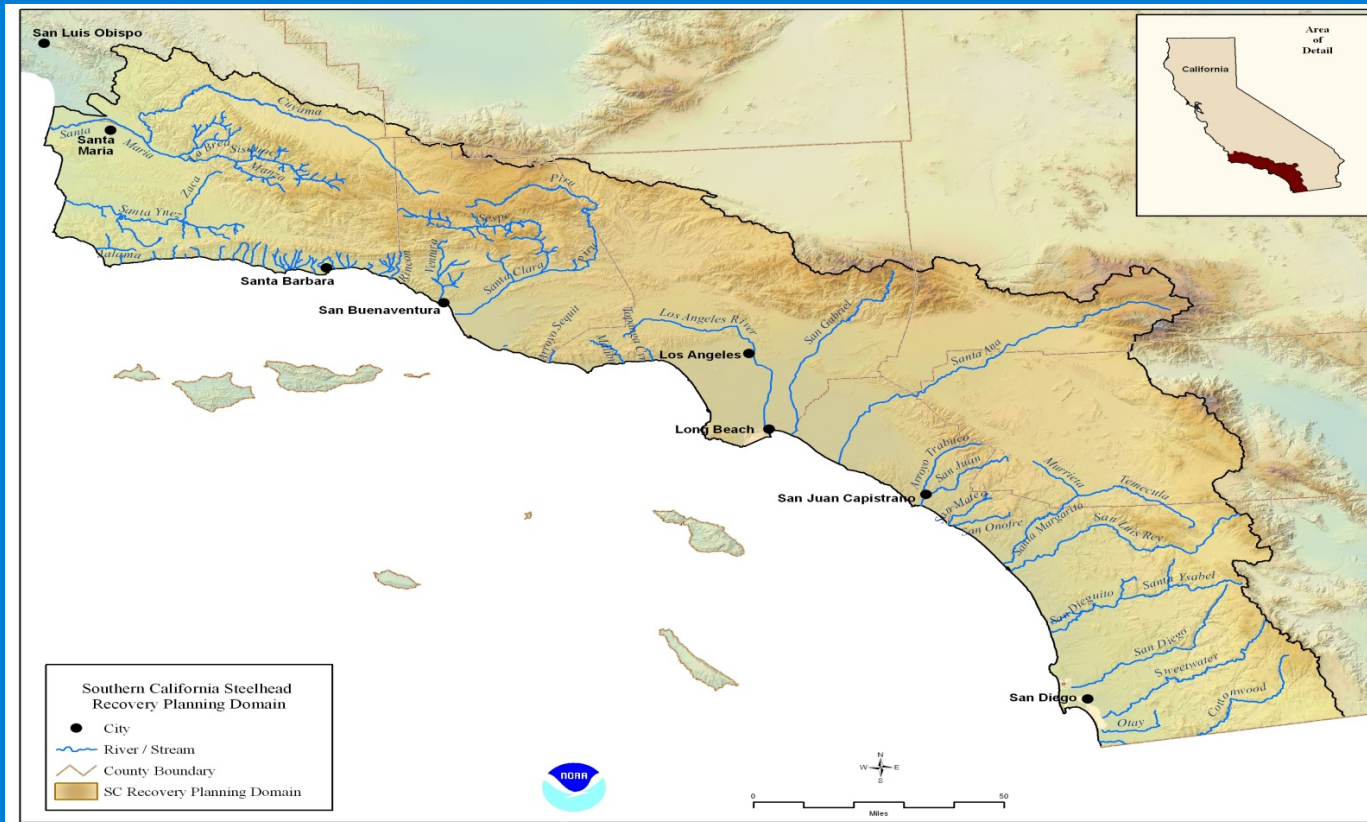 San Luis Obispo
Area
of
Detail
California
Cuyama
Santa
Maria
Santa
Maria
La Brea
Sisquoc
Manza
Zaca
Santa Ynez
Jalama
Santa Barbara
Rincon
Ventura
Sespe
Piru
Piru
Santa Clara
San Buenaventura
Arroyo Sequit
Malibu
Topanga Cyn
Los Angeles River
Los Angeles
San Gabriel
Santa Ana
Long Beach
Arroyo Trabuco
San Juan
San Juan Capistrano
San Mateo
San Onofre
Murrieta
Temecula
Santa Margarita
San Luis Rey
San Dieguito
Santa Ysabel
San Diego
Sweetwater
San Diego
Otay
Cottonwood
Southern California Steelhead
Recovery Planning Domain
City
River / Stream
County Boundary
SC Recovery Planning Domain
NOAA
N
W E
S
0 50
Miles